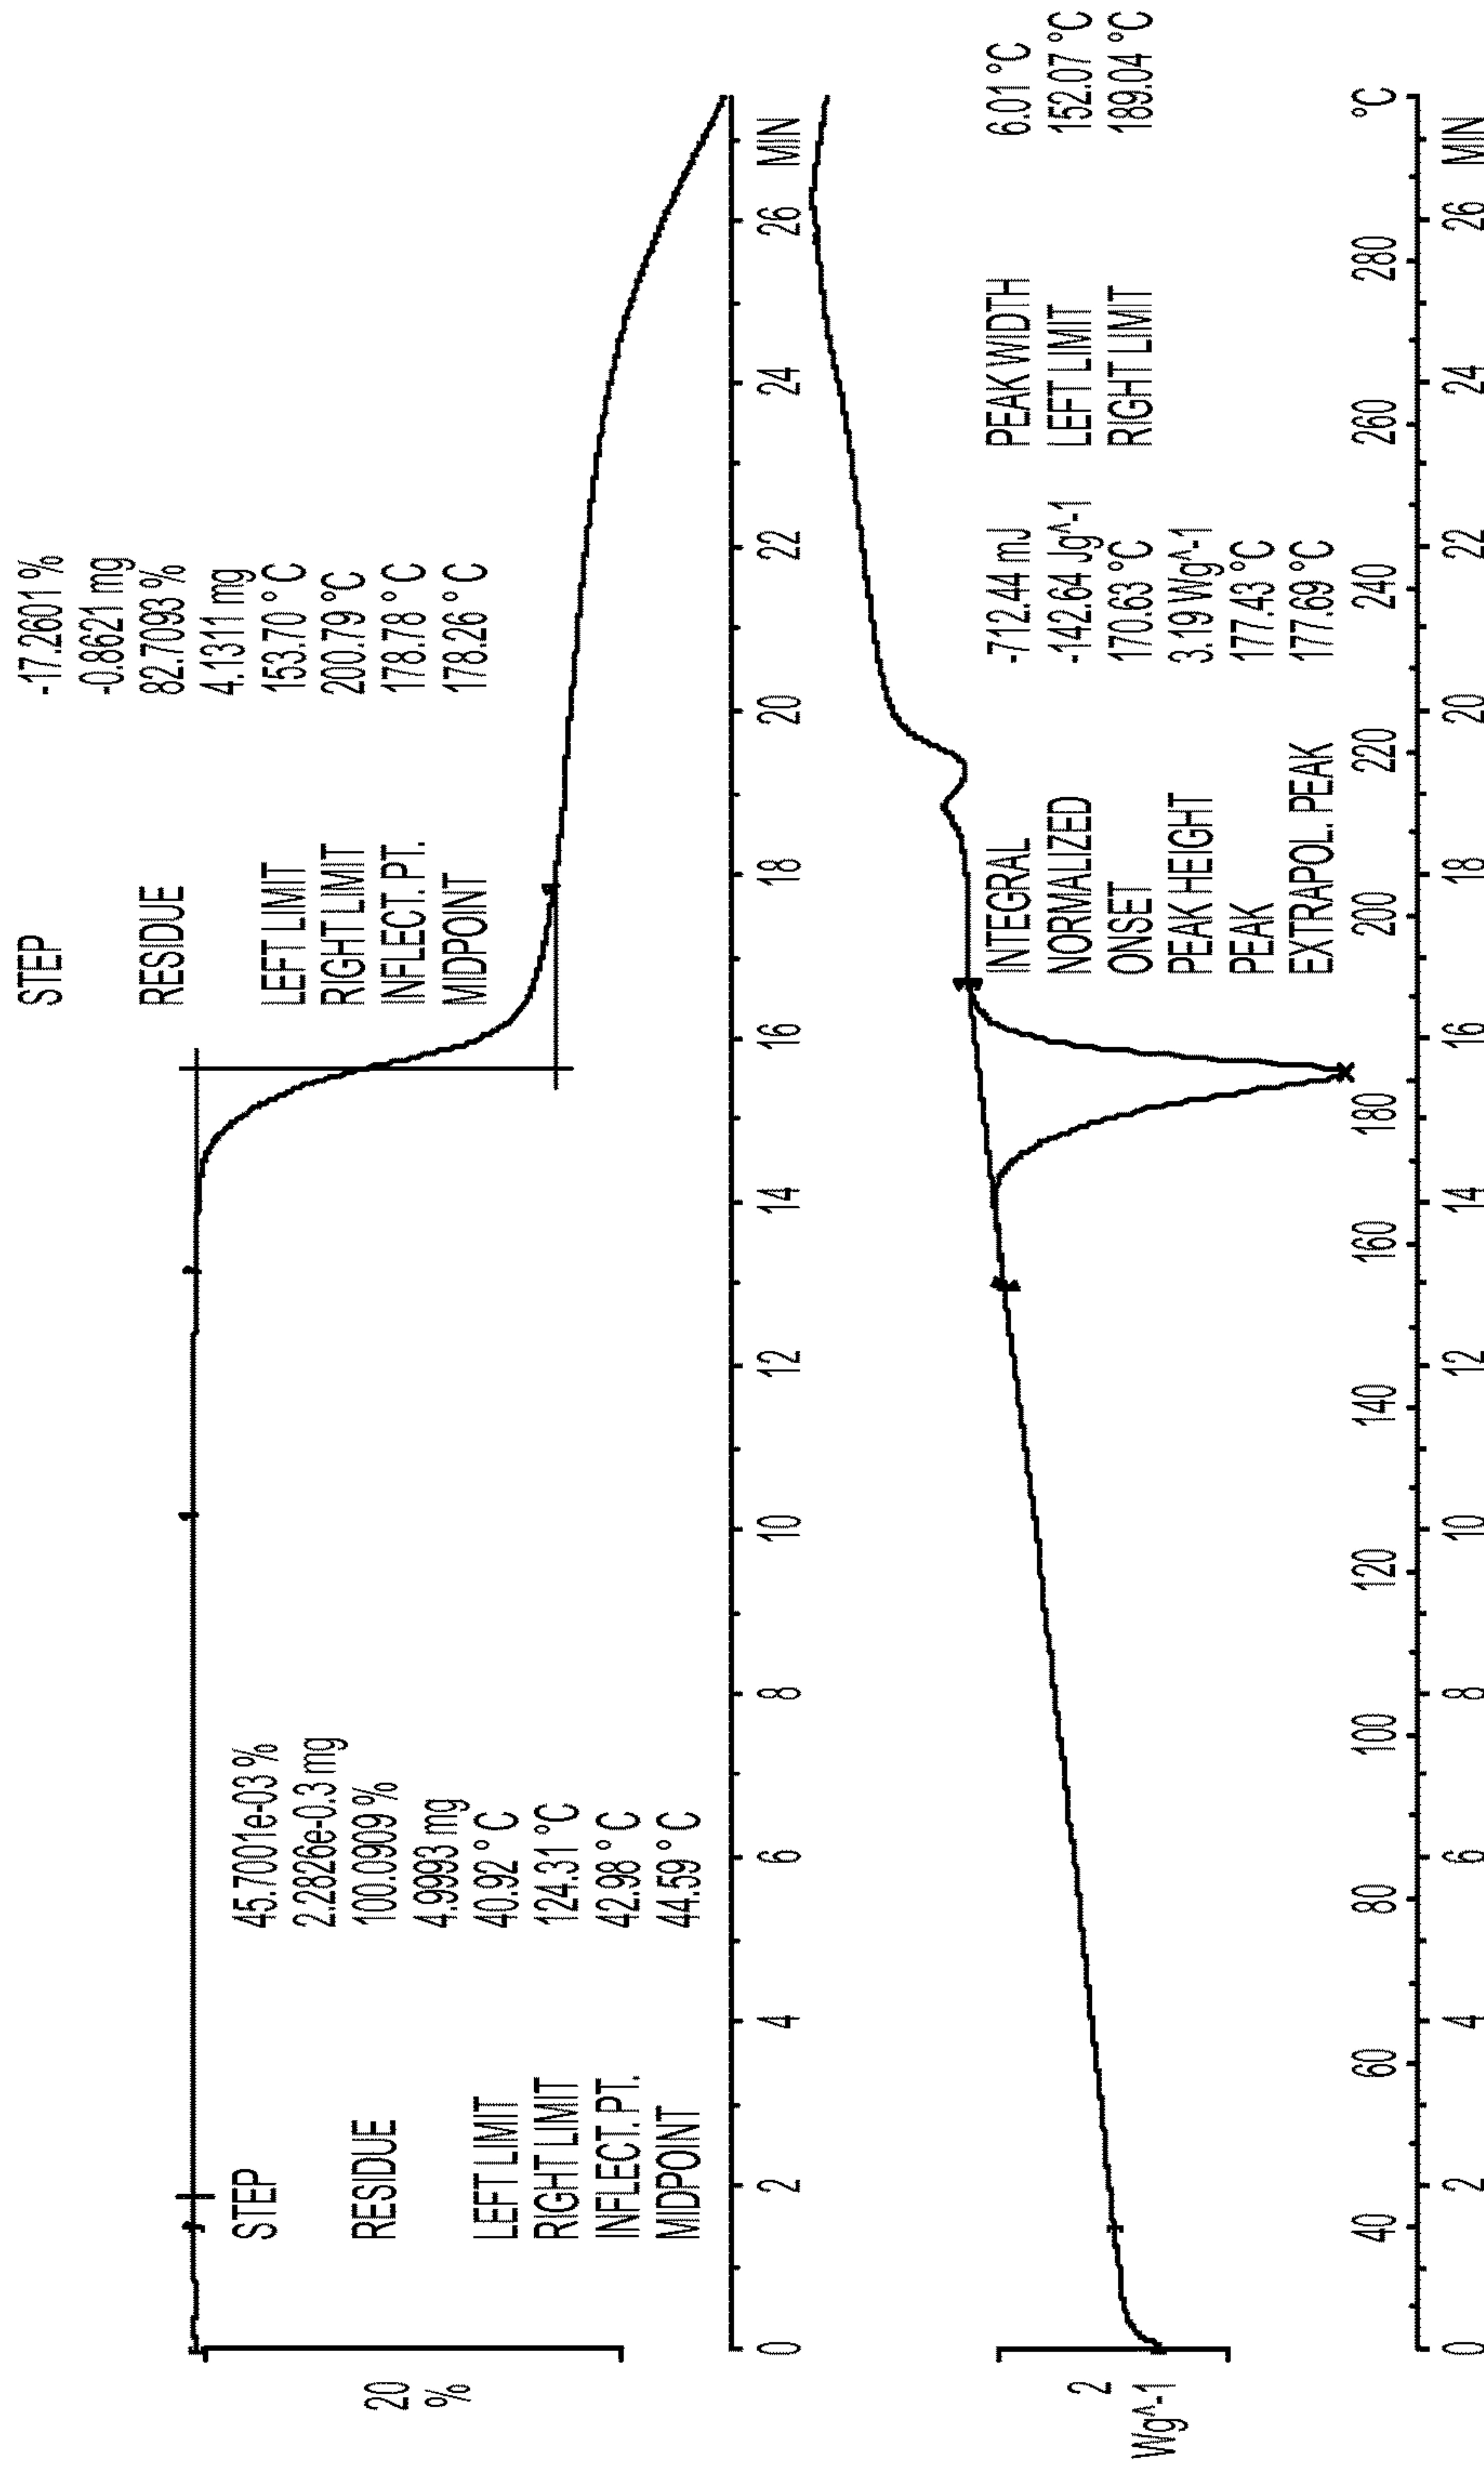 STEP -17.2601 %
-0.8621 mg
RESIDUE 82.7093 %
4.1311 mg
LEFT LIMIT 153.70 °C
RIGHT LIMIT 200.79 °C
INFLECT. PT. 178.78 °C
MIDPOINT 178.26 °C
20
%
STEP 45.7001e-03 %
2.2826e-0.3 mg
RESIDUE 100.0909 %
4.9993 mg
LEFT LIMIT 40.92 °C
RIGHT LIMIT 124.31 °C
INFLECT. PT. 42.98 °C
MIDPOINT 44.59 °C
0 2 4 6 8 10 12 14 16 18 20 22 24 26 MIN
INTEGRAL -712.44 mJ PEAK WIDTH 6.01 °C
NORMALIZED -142.64 Jg^-1 LEFT LIMIT 152.07 °C
ONSET 170.63 °C RIGHT LIMIT 189.04 °C
PEAK HEIGHT 3.19 Wg^-1
PEAK 177.43 °C
EXTRAPOL. PEAK 177.69 °C
2
Wg^-1
40 60 80 100 120 140 160 180 200 220 240 260 280 °C
0 2 4 6 8 10 12 14 16 18 20 22 24 26 MIN